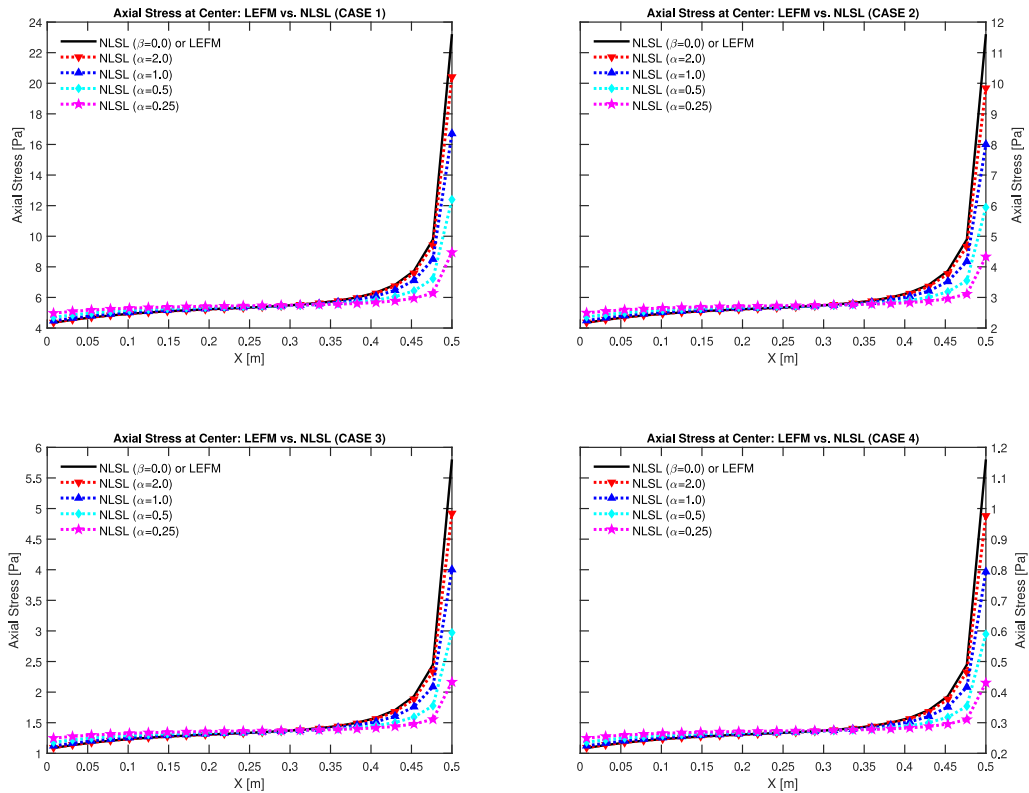 Axial Stress at Center: LEFM vs. NLSL (CASE 1)
24
22
20
18
16
14
12
10
8
6
4
Axial Stress [Pa]
NLSL (β=0.0) or LEFM
NLSL (α=2.0)
NLSL (α=1.0)
NLSL (α=0.5)
NLSL (α=0.25)
0 0.05 0.1 0.15 0.2 0.25 0.3 0.35 0.4 0.45 0.5
X [m]
Axial Stress at Center: LEFM vs. NLSL (CASE 2)
NLSL (β=0.0) or LEFM
NLSL (α=2.0)
NLSL (α=1.0)
NLSL (α=0.5)
NLSL (α=0.25)
12
11
10
9
8
7
6
5
4
3
2
Axial Stress [Pa]
0 0.05 0.1 0.15 0.2 0.25 0.3 0.35 0.4 0.45 0.5
X [m]
Axial Stress at Center: LEFM vs. NLSL (CASE 3)
6
5.5
5
4.5
4
3.5
3
2.5
2
1.5
1
Axial Stress [Pa]
NLSL (β=0.0) or LEFM
NLSL (α=2.0)
NLSL (α=1.0)
NLSL (α=0.5)
NLSL (α=0.25)
0 0.05 0.1 0.15 0.2 0.25 0.3 0.35 0.4 0.45 0.5
X [m]
Axial Stress at Center: LEFM vs. NLSL (CASE 4)
NLSL (β=0.0) or LEFM
NLSL (α=2.0)
NLSL (α=1.0)
NLSL (α=0.5)
NLSL (α=0.25)
1.2
1.1
1
0.9
0.8
0.7
0.6
0.5
0.4
0.3
0.2
Axial Stress [Pa]
0 0.05 0.1 0.15 0.2 0.25 0.3 0.35 0.4 0.45 0.5
X [m]